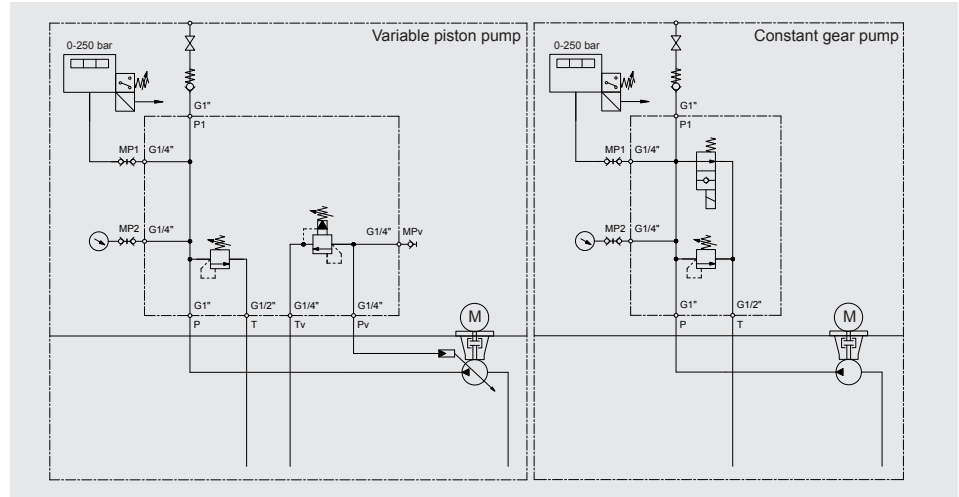 Variable piston pump
0-250 bar
G1"
P1
MP1 G1/4"
MP2 G1/4"
G1/4" MPv
G1" G1/2" G1/4" G1/4"
P T Tv Pv
M
Constant gear pump
0-250 bar
G1"
P1
MP1 G1/4"
MP2 G1/4"
G1" G1/2"
P T
M